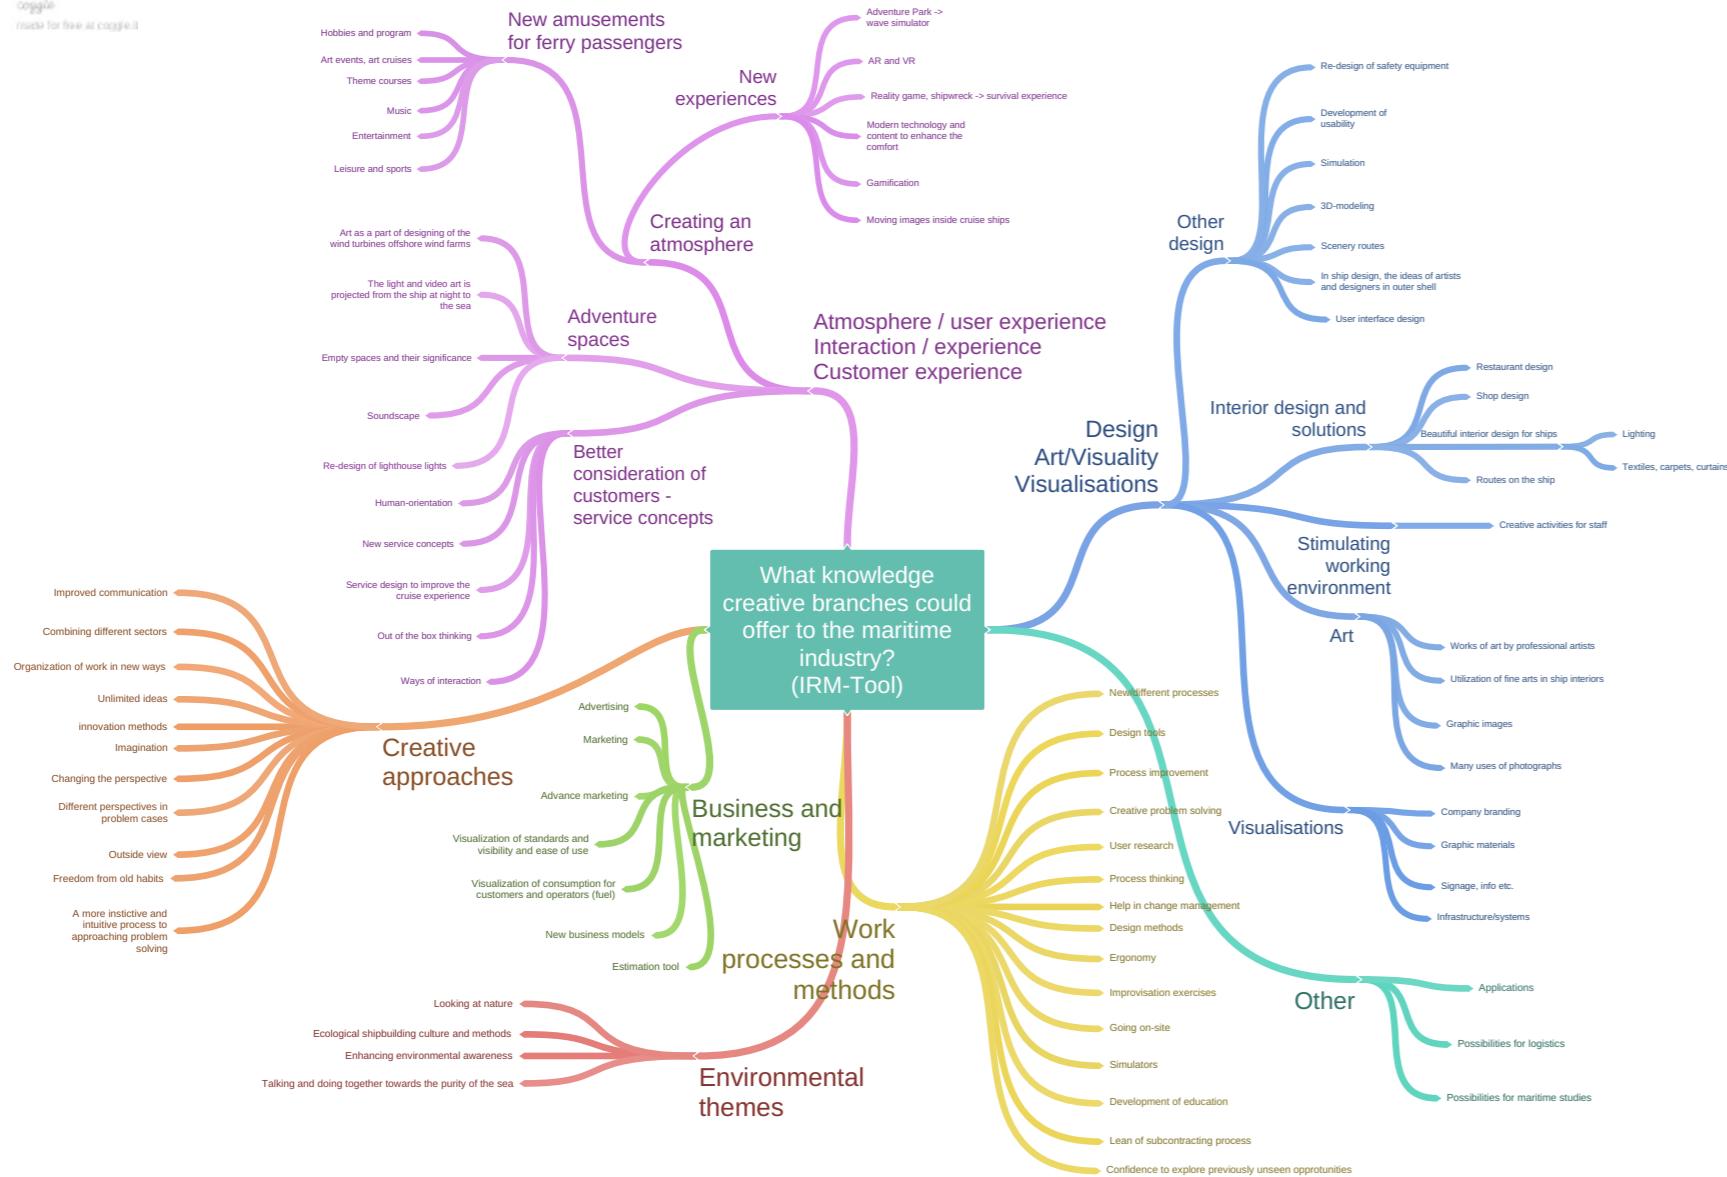 coggle
made for free at coggle.it
New amusements
for ferry passengers
Hobbies and program
Art events, art cruises
Theme courses
Music
Entertainment
Leisure and sports
New
experiences
Adventure Park ->
wave simulator
AR and VR
Reality game, shipwreck -> survival experience
Modern technology and
content to enhance the
comfort
Gamification
Moving images inside cruise ships
Creating an
atmosphere
Art as a part of designing of the
wind turbines offshore wind farms
The light and video art is
projected from the ship at night to
the sea
Adventure
spaces
Empty spaces and their significance
Soundscape
Re-design of lighthouse lights
Atmosphere / user experience
Interaction / experience
Customer experience
Better
consideration of
customers -
service concepts
Human-orientation
New service concepts
Service design to improve the
cruise experience
Out of the box thinking
Ways of interaction
Other
design
Re-design of safety equipment
Development of
usability
Simulation
3D-modeling
Scenery routes
In ship design, the ideas of artists
and designers in outer shell
User interface design
Design
Art/Visuality
Visualisations
Interior design and
solutions
Restaurant design
Shop design
Beautiful interior design for ships
Lighting
Textiles, carpets, curtains
Routes on the ship
Stimulating
working
environment
Creative activities for staff
Art
Works of art by professional artists
Utilization of fine arts in ship interiors
Graphic images
Many uses of photographs
Visualisations
Company branding
Graphic materials
Signage, info etc.
Infrastructure/systems
What knowledge
creative branches could
offer to the maritime
industry?
(IRM-Tool)
Improved communication
Combining different sectors
Organization of work in new ways
Unlimited ideas
innovation methods
Imagination
Changing the perspective
Different perspectives in
problem cases
Outside view
Freedom from old habits
A more instictive and
intuitive process to
approaching problem
solving
Creative
approaches
Advertising
Marketing
Advance marketing
Visualization of standards and
visibility and ease of use
Visualization of consumption for
customers and operators (fuel)
New business models
Estimation tool
Business and
marketing
Work
processes and
methods
New/different processes
Design tools
Process improvement
Creative problem solving
User research
Process thinking
Help in change management
Design methods
Ergonomy
Improvisation exercises
Going on-site
Simulators
Development of education
Lean of subcontracting process
Confidence to explore previously unseen opprotunities
Other
Applications
Possibilities for logistics
Possibilities for maritime studies
Looking at nature
Ecological shipbuilding culture and methods
Enhancing environmental awareness
Talking and doing together towards the purity of the sea
Environmental
themes